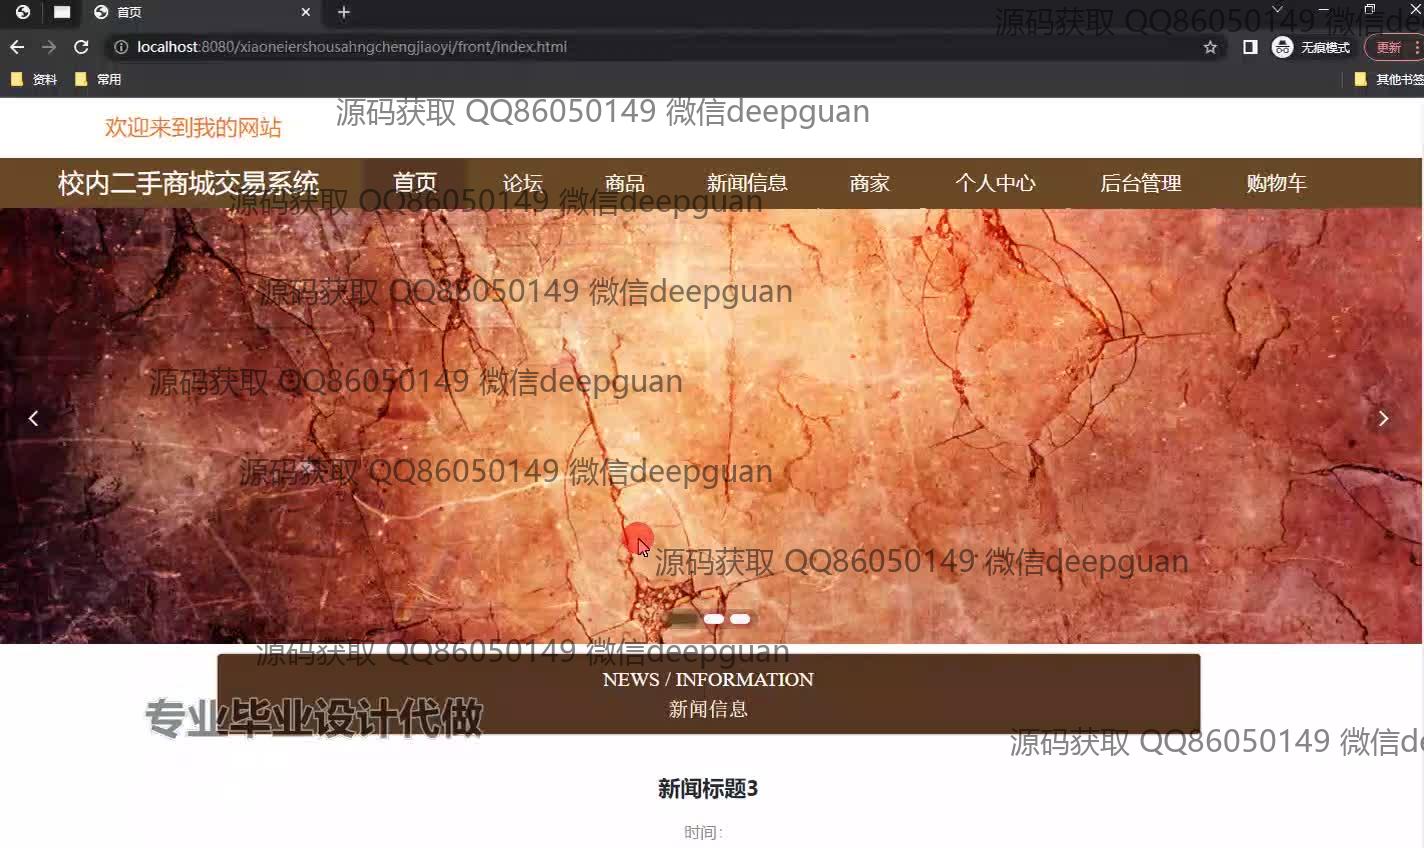 首页
localhost:8080/xiaoneiershousahngchengjiaoyi/front/index.html
无痕模式
更新
资料
常用
其他书签
源码获取 QQ86050149 微信de
欢迎来到我的网站
源码获取 QQ86050149 微信deepguan
校内二手商城交易系统
首页
论坛
商品
新闻信息
商家
个人中心
后台管理
购物车
源码获取 QQ86050149 微信deepguan
源码获取 QQ86050149 微信deepguan
源码获取 QQ86050149 微信deepguan
源码获取 QQ86050149 微信deepguan
源码获取 QQ86050149 微信deepguan
源码获取 QQ86050149 微信deepguan
NEWS / INFORMATION
新闻信息
专业毕业设计代做
源码获取 QQ86050149 微信de
新闻标题3
时间：